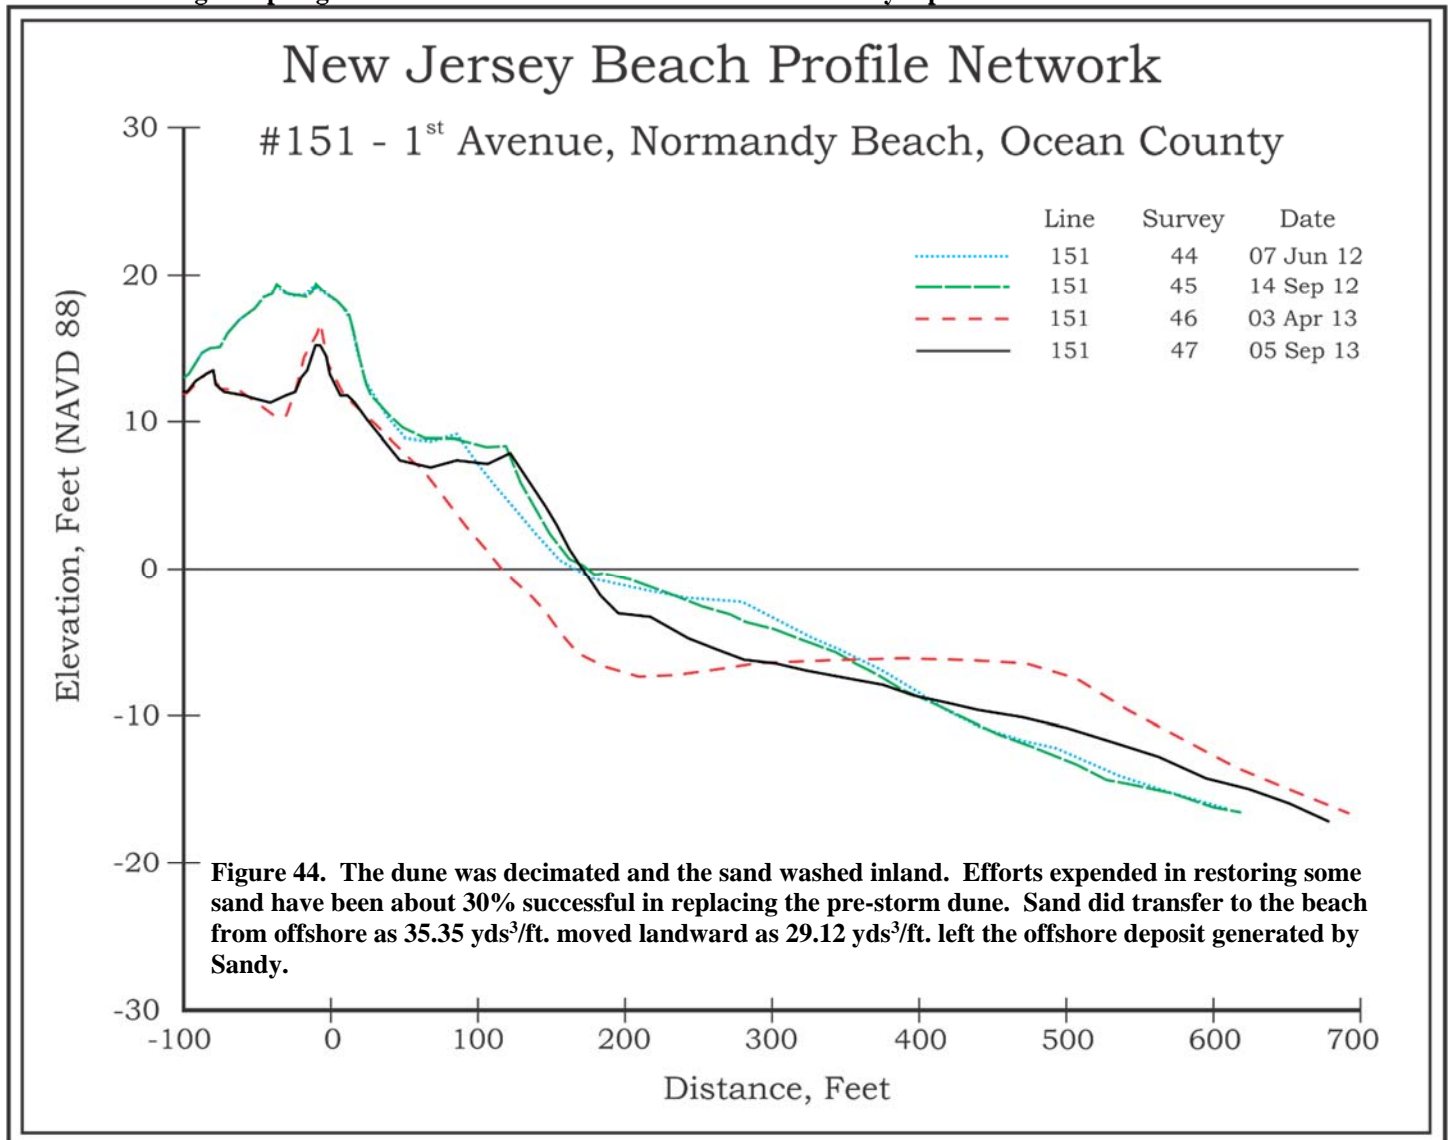 New Jersey Beach Profile Network
#151 - 1st Avenue, Normandy Beach, Ocean County
Line Survey Date
151 44 07 Jun 12
151 45 14 Sep 12
151 46 03 Apr 13
151 47 05 Sep 13
Elevation, Feet (NAVD 88)
30
20
10
0
-10
-20
-30
Figure 44. The dune was decimated and the sand washed inland. Efforts expended in restoring some
sand have been about 30% successful in replacing the pre-storm dune. Sand did transfer to the beach
from offshore as 35.35 yds³/ft. moved landward as 29.12 yds³/ft. left the offshore deposit generated by
Sandy.
-100 0 100 200 300 400 500 600 700
Distance, Feet